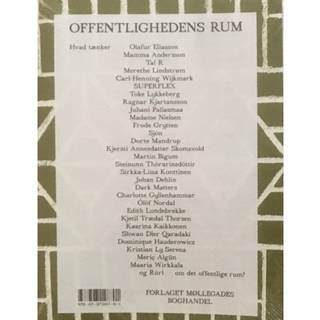 OFFENTLIGHEDENS RUM
Hvad tænker Olafur Eliasson
Mamma Andersson
Tal R
Merethe Lindstrøm
Carl-Henning Wijkmark
SUPERFLEX
Toke Lykkeberg
Ragnar Kjartansson
Juhani Pallasmaa
Madame Nielsen
Frode Grytten
Sjón
Dorte Mandrup
Kjersti Annesdatter Skomsvold
Martin Bigum
Steinunn Thórarinsdóttir
Sirkka-Liisa Konttinen
Johan Dehlin
Dark Matters
Charlotte Gyllenhammar
Ólöf Nordal
Edith Lundebrekke
Kjetil Trædal Thorsen
Kaarina Kaikkonen
Shwan Dler Qaradaki
Dominique Hauderowicz
Kristian Ly Serena
Meriç Algün
Maaria Wirkkala
og Rúrí om det offentlige rum?
FORLAGET MØLLEGADES
BOGHANDEL